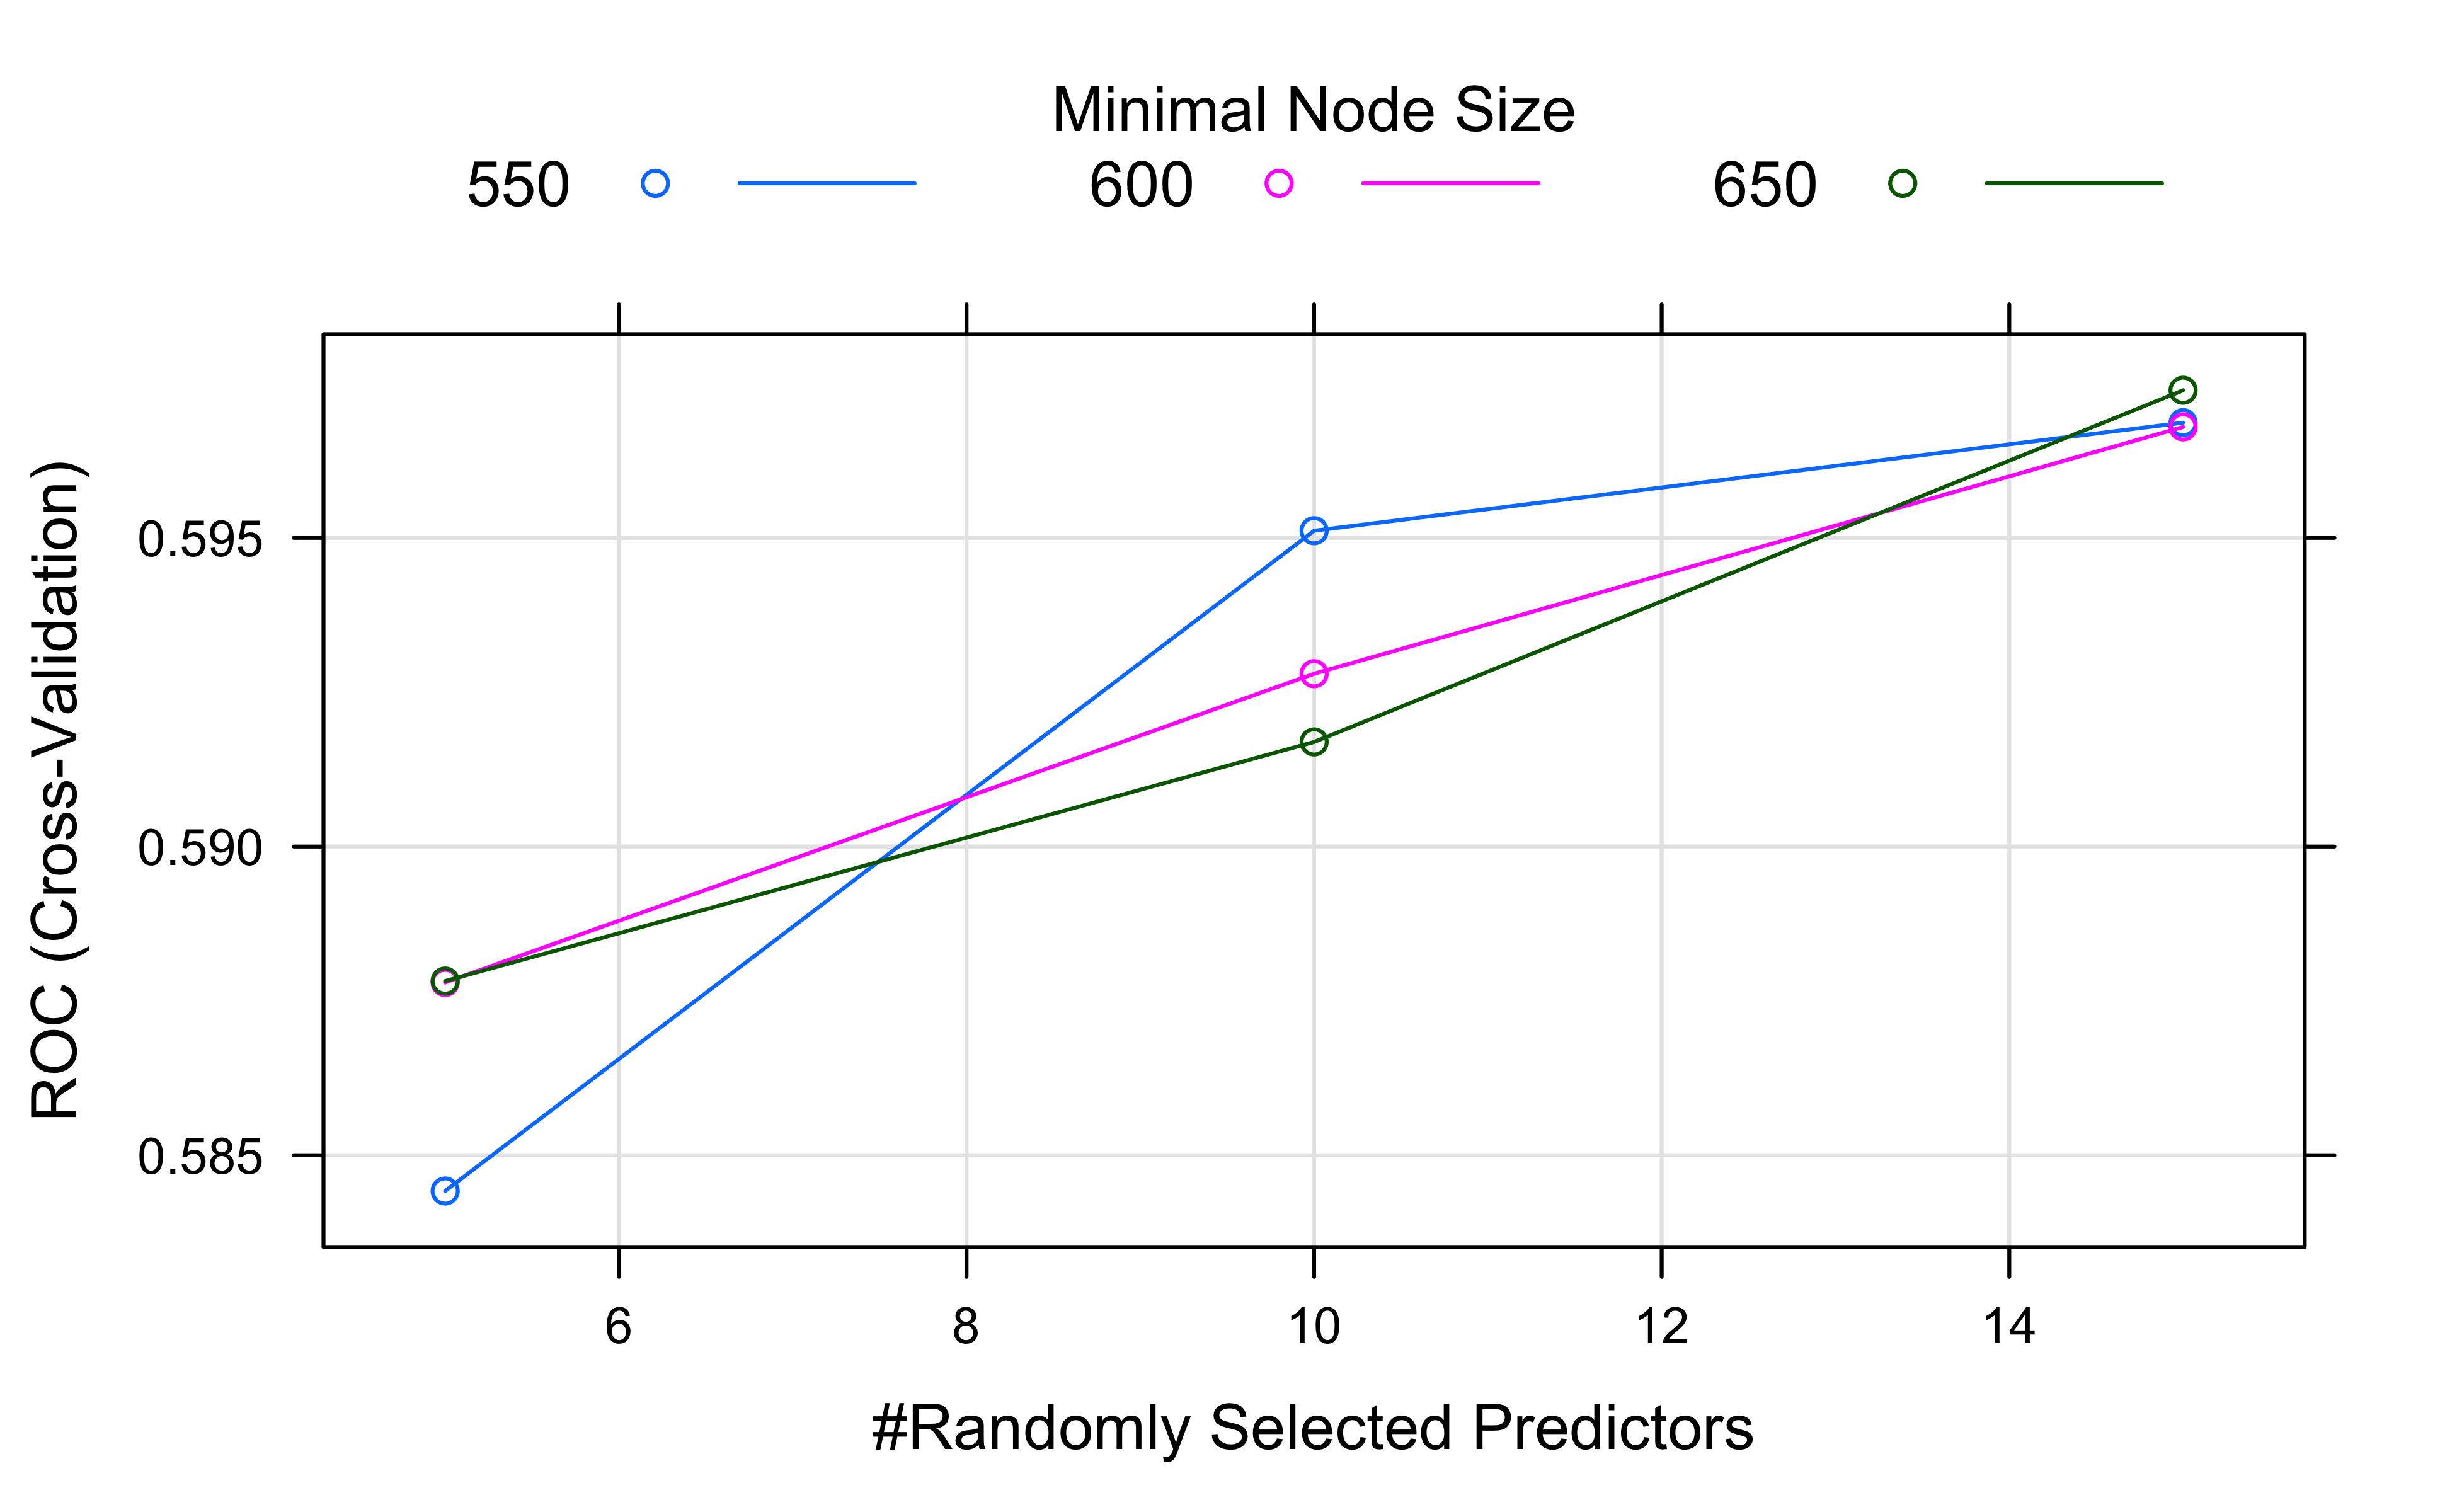 Minimal Node Size
550 600 650
ROC (Cross-Validation)
0.595
0.590
0.585
6 8 10 12 14
#Randomly Selected Predictors